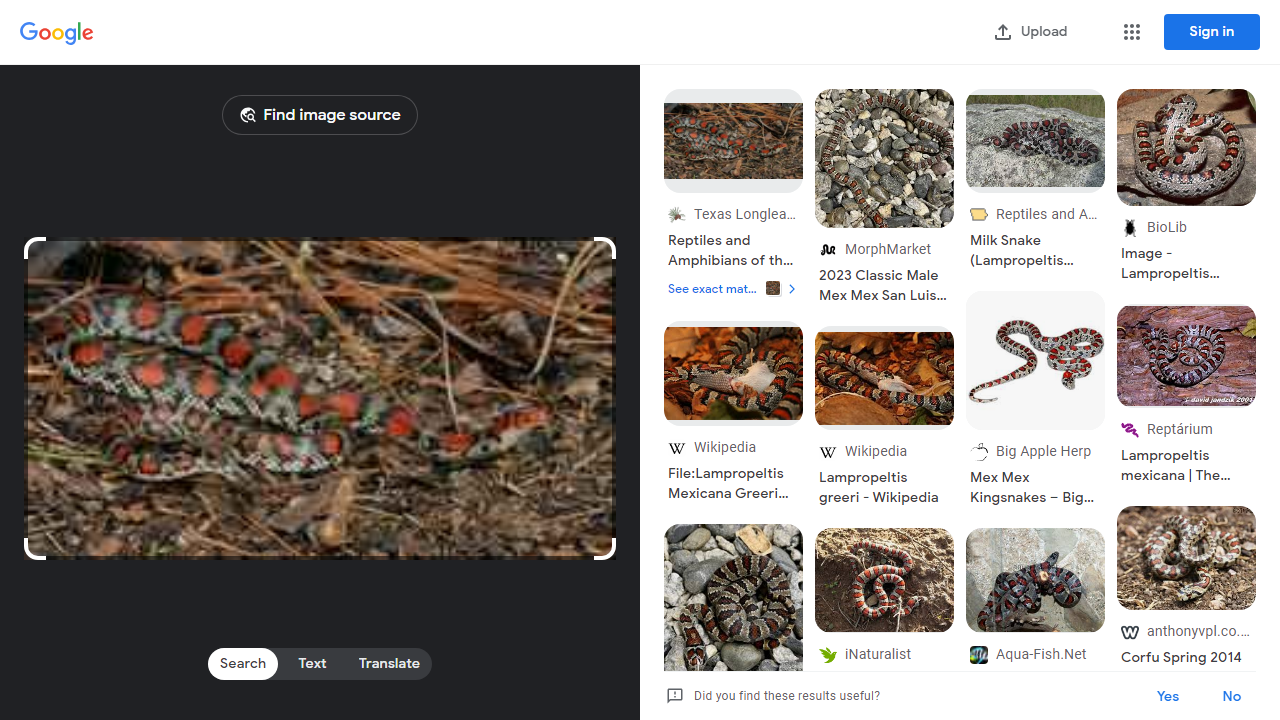 Google
Upload
Sign in
Find image source
Search
Text
Translate
Texas Longlea...
Reptiles and
Amphibians of th...
See exact mat...
MorphMarket
2023 Classic Male
Mex Mex San Luis...
Reptiles and A...
Milk Snake
(Lampropeltis...
BioLib
Image -
Lampropeltis...
Wikipedia
File:Lampropeltis
Mexicana Greeri...
Wikipedia
Lampropeltis
greeri - Wikipedia
Big Apple Herp
Mex Mex
Kingsnakes – Big...
Reptárium
Lampropeltis
mexicana | The...
iNaturalist
Aqua-Fish.Net
anthonyvpl.co....
Corfu Spring 2014
Did you find these results useful?
Yes
No